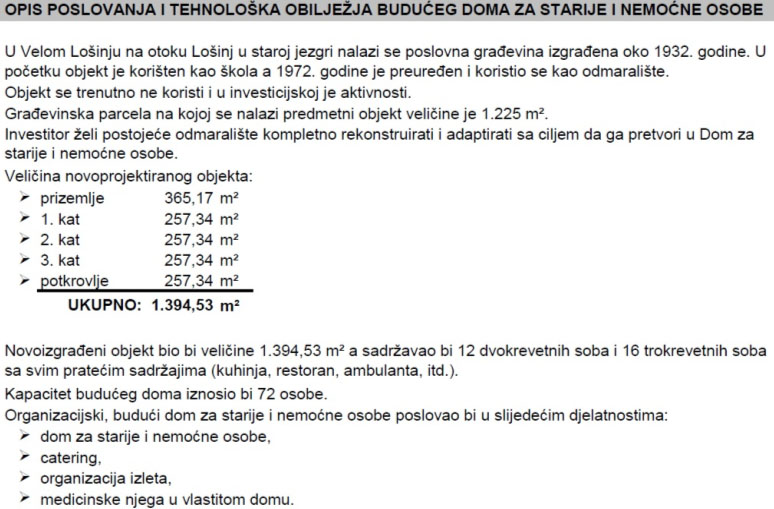 OPIS POSLOVANJA I TEHNOLOŠKA OBILJEŽJA BUDUĆEG DOMA ZA STARIJE I NEMOĆNE OSOBE
U Velom Lošinju na otoku Lošinj u staroj jezgri nalazi se poslovna građevina izgrađena oko 1932. godine. U
početku objekt je korišten kao škola a 1972. godine je preuređen i koristio se kao odmaralište.
Objekt se trenutno ne koristi i u investicijskoj je aktivnosti.
Građevinska parcela na kojoj se nalazi predmetni objekt veličine je 1.225 m².
Investitor želi postojeće odmaralište kompletno rekonstruirati i adaptirati sa ciljem da ga pretvori u Dom za
starije i nemoćne osobe.
Veličina novoprojektiranog objekta:
➢ prizemlje 365,17 m²
➢ 1. kat 257,34 m²
➢ 2. kat 257,34 m²
➢ 3. kat 257,34 m²
➢ potkrovlje 257,34 m²
UKUPNO: 1.394,53 m²
Novoizgrađeni objekt bio bi veličine 1.394,53 m² a sadržavao bi 12 dvokrevetnih soba i 16 trokrevetnih soba
sa svim pratećim sadržajima (kuhinja, restoran, ambulanta, itd.).
Kapacitet budućeg doma iznosio bi 72 osobe.
Organizacijski, budući dom za starije i nemoćne osobe poslovao bi u slijedećim djelatnostima:
➢ dom za starije i nemoćne osobe,
➢ catering,
➢ organizacija izleta,
➢ medicinske njega u vlastitom domu.